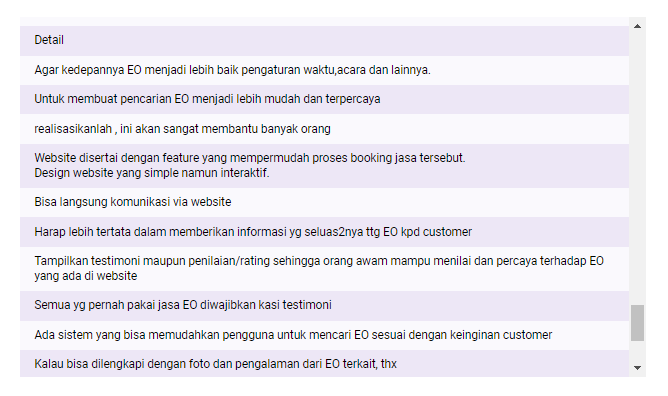 Detail
Agar kedepannya EO menjadi lebih baik pengaturan waktu,acara dan lainnya.
Untuk membuat pencarian EO menjadi lebih mudah dan terpercaya
realisasikanlah , ini akan sangat membantu banyak orang
Website disertai dengan feature yang mempermudah proses booking jasa tersebut.
Design website yang simple namun interaktif.
Bisa langsung komunikasi via website
Harap lebih tertata dalam memberikan informasi yg seluas2nya ttg EO kpd customer
Tampilkan testimoni maupun penilaian/rating sehingga orang awam mampu menilai dan percaya terhadap EO
yang ada di website
Semua yg pernah pakai jasa EO diwajibkan kasi testimoni
Ada sistem yang bisa memudahkan pengguna untuk mencari EO sesuai dengan keinginan customer
Kalau bisa dilengkapi dengan foto dan pengalaman dari EO terkait, thx